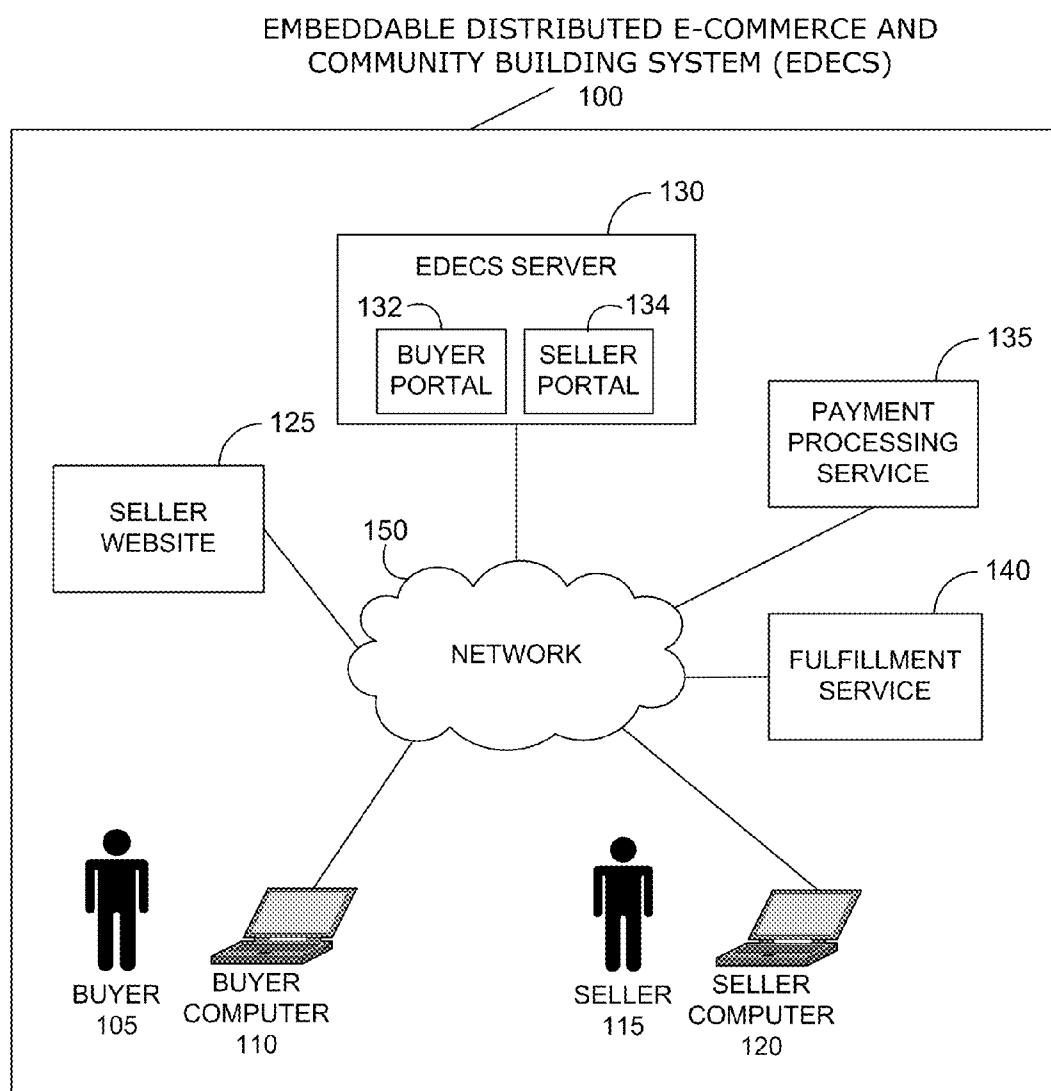 EMBEDDABLE DISTRIBUTED E-COMMERCE AND
COMMUNITY BUILDING SYSTEM (EDECS)
100
130
EDECS SERVER
132
134
BUYER
PORTAL
SELLER
PORTAL
135
PAYMENT
PROCESSING
SERVICE
125
SELLER
WEBSITE
150
NETWORK
140
FULFILLMENT
SERVICE
BUYER
105
BUYER
COMPUTER
110
SELLER
115
SELLER
COMPUTER
120